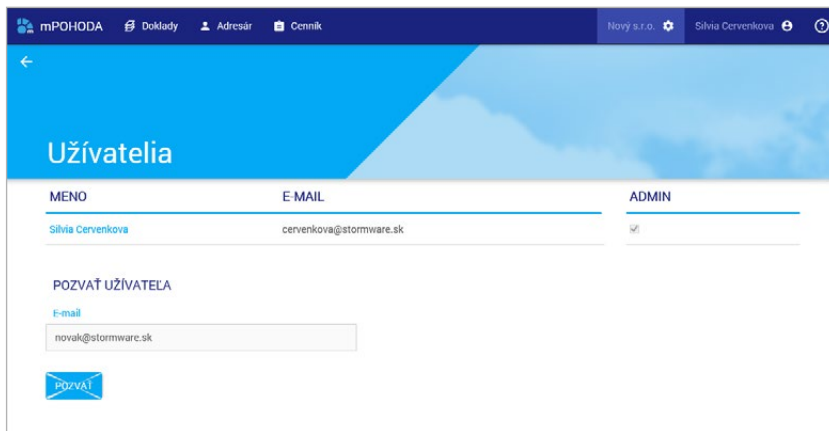 mPOHODA Doklady Adresár Cenník Nový s.r.o. Silvia Cervenkova
Užívatelia
MENO E-MAIL ADMIN
Silvia Cervenkova cervenkova@stormware.sk
POZVAŤ UŽÍVATEĽA
E-mail
novak@stormware.sk
POZVAŤ